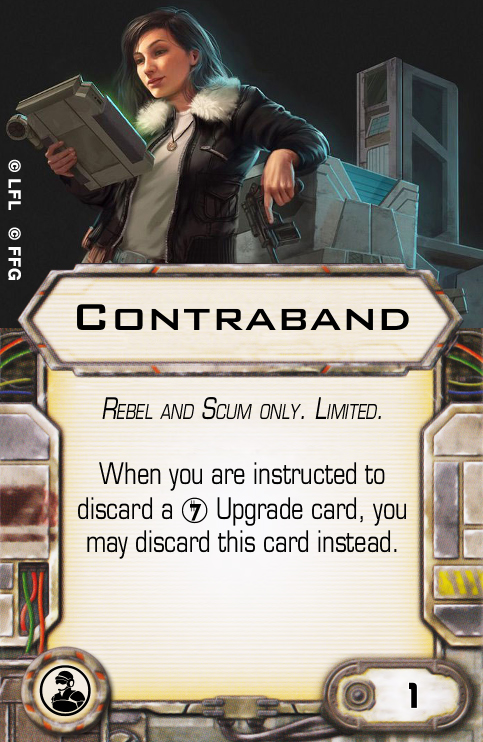 © LFL © FFG
CONTRABAND
REBEL AND SCUM ONLY. LIMITED.
When you are instructed to
discard a Upgrade card, you
may discard this card instead.
1